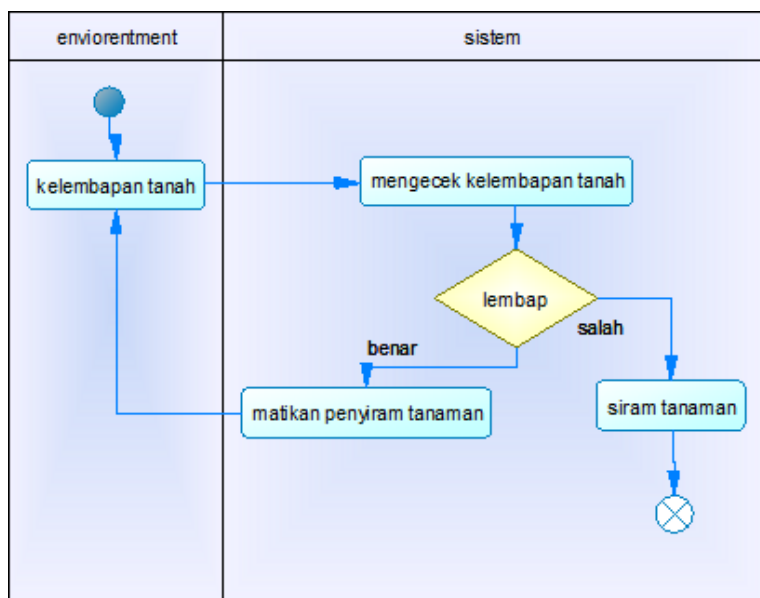 enviorentment
sistem
kelembapan tanah
mengecek kelembapan tanah
lembap
salah
benar
matikan penyiram tanaman
siram tanaman